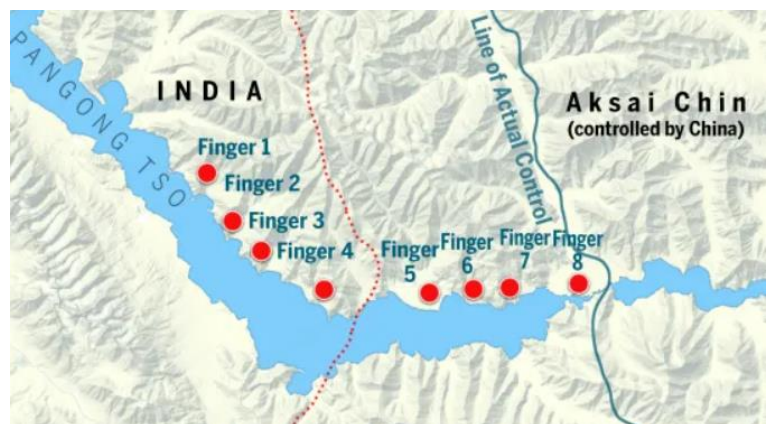 PANGONG TSO
INDIA
Line of Actual Control
Aksai Chin
(controlled by China)
Finger 1
Finger 2
Finger 3
Finger 4
Finger
5
Finger
6
Finger
7
Finger
8